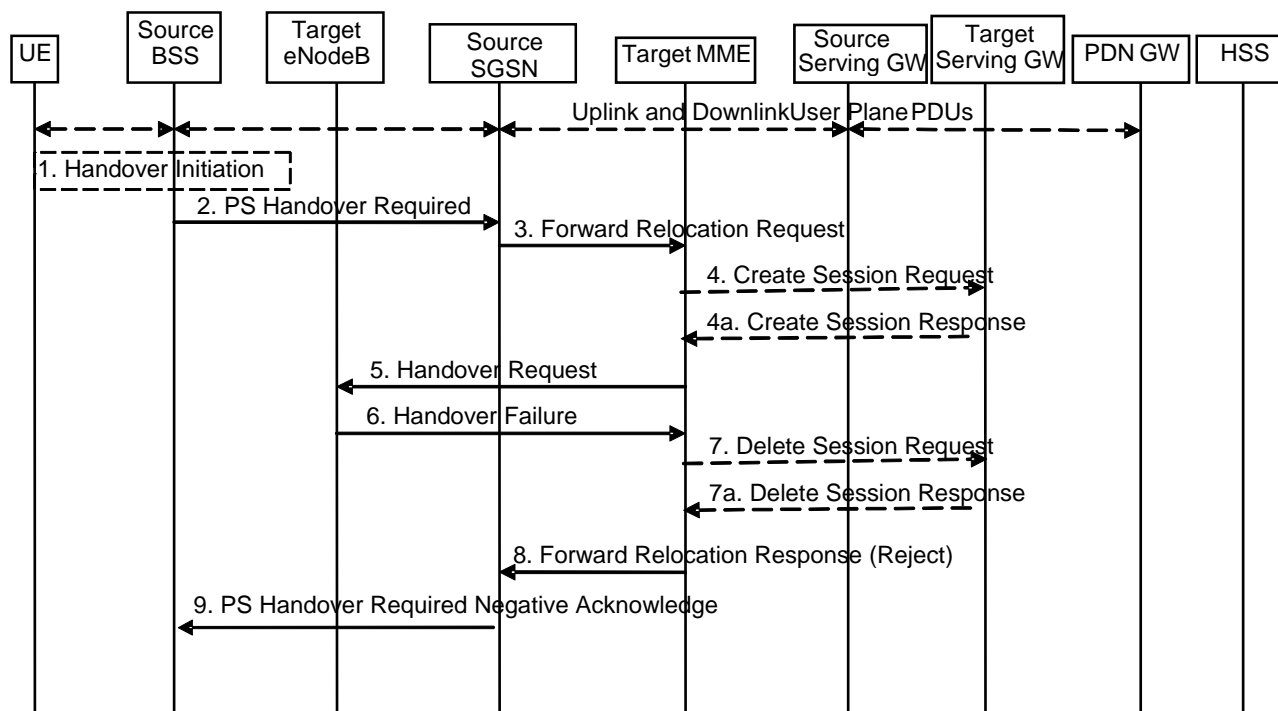 UE
Source
BSS
Target
eNodeB
Source
SGSN
Target MME
Source
Serving GW
Target
Serving GW
PDN GW
HSS
Uplink and DownlinkUser Plane PDUs
1. Handover Initiation
2. PS Handover Required
3. Forward Relocation Request
4. Create Session Request
4a. Create Session Response
5. Handover Request
6. Handover Failure
7. Delete Session Request
7a. Delete Session Response
8. Forward Relocation Response (Reject)
9. PS Handover Required Negative Acknowledge